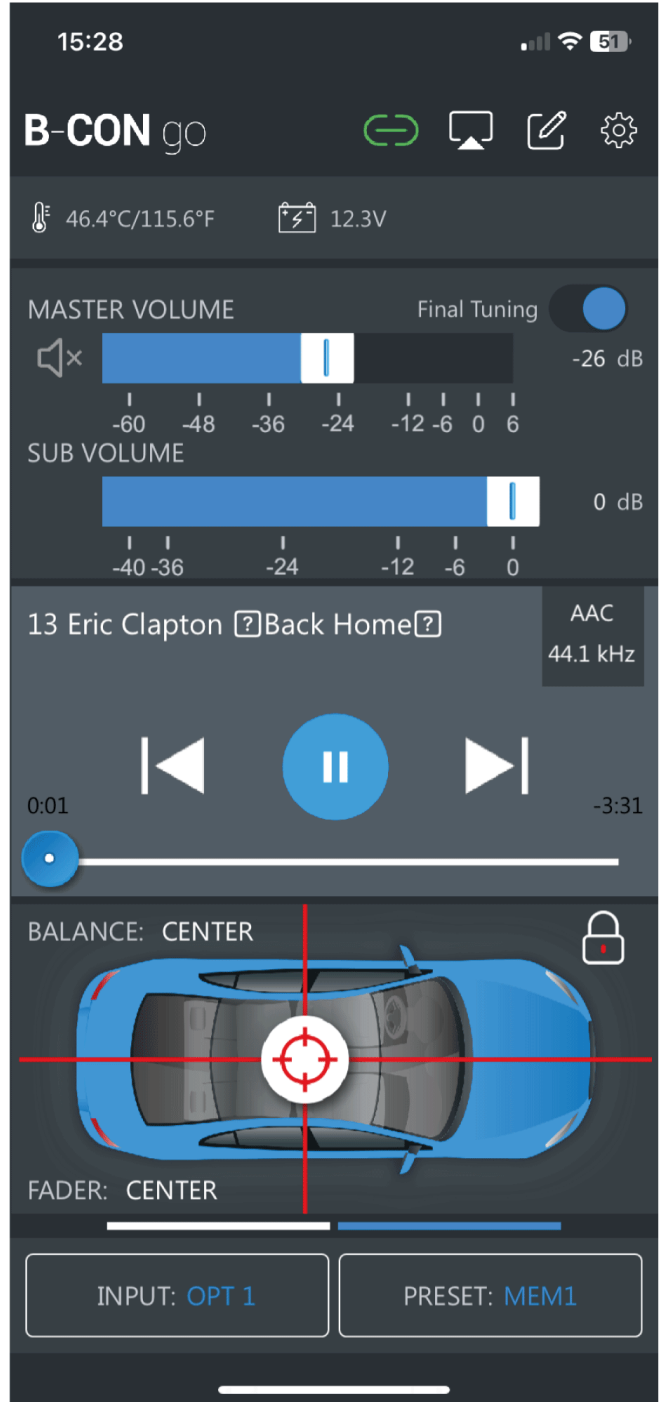 15:28
51
B-CON go
46.4°C/115.6°F 12.3V
MASTER VOLUME Final Tuning
-26 dB
-60 -48 -36 -24 -12 -6 0 6
SUB VOLUME
0 dB
-40 -36 -24 -12 -6 0
13 Eric Clapton ?Back Home?
AAC
44.1 kHz
0:01 -3:31
BALANCE: CENTER
FADER: CENTER
INPUT: OPT 1 PRESET: MEM1